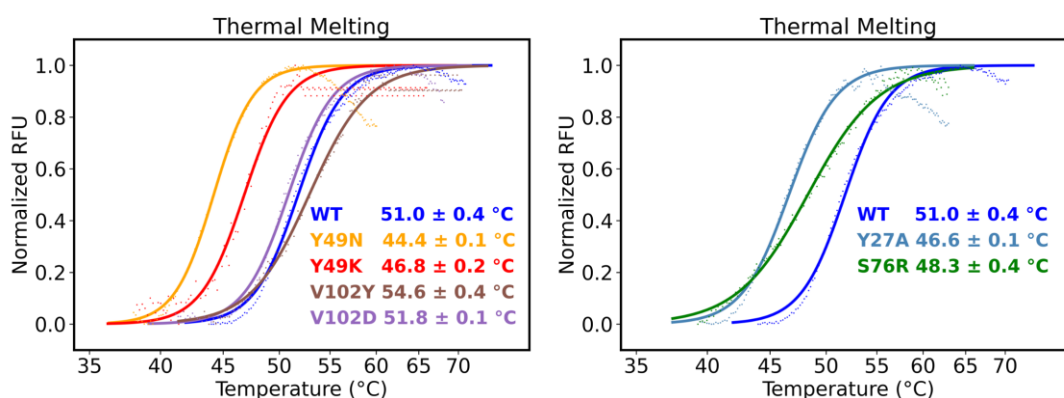 Thermal Melting
Normalized RFU
1.0
0.8
0.6
0.4
0.2
0.0
WT 51.0 ± 0.4 °C
Y49N 44.4 ± 0.1 °C
Y49K 46.8 ± 0.2 °C
V102Y 54.6 ± 0.4 °C
V102D 51.8 ± 0.1 °C
35 40 45 50 55 60 65 70
Temperature (°C)
Thermal Melting
Normalized RFU
1.0
0.8
0.6
0.4
0.2
0.0
WT 51.0 ± 0.4 °C
Y27A 46.6 ± 0.1 °C
S76R 48.3 ± 0.4 °C
35 40 45 50 55 60 65 70
Temperature (°C)